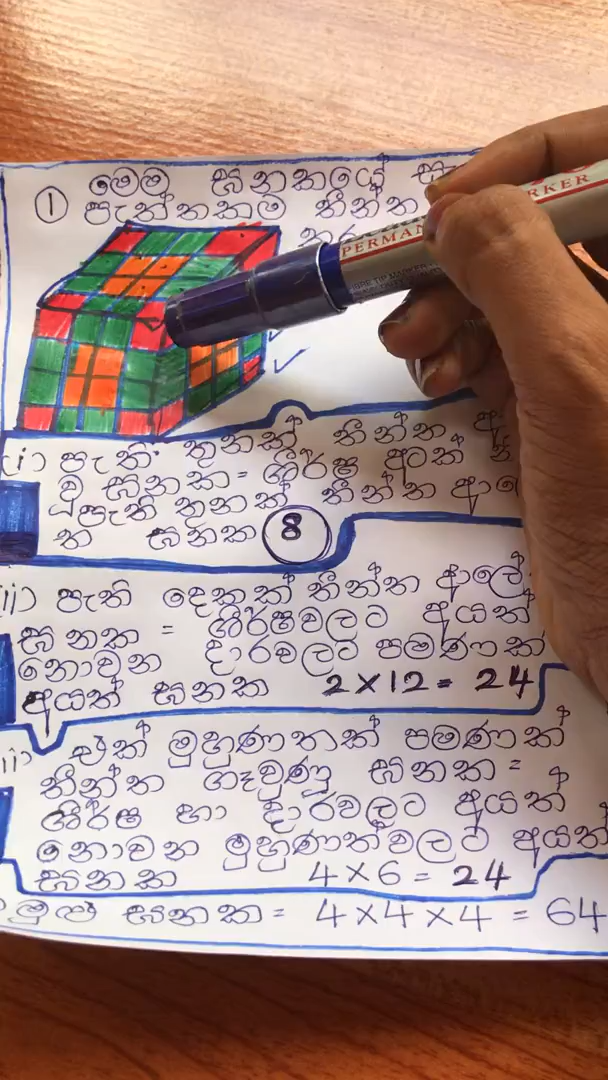 ① මෙම ඝනකයේ
පැත්තකම තීන්ත
RKER
PERMAN
(i) පැති තුනක් තීන්ත
වූ ඝනක = ශීර්ෂ අටක්
පැති තුනක් තීන්ත
ත ඝනක 8
පැති දෙකක් තීන්ත ආලේ
ඝනක = ශීර්ෂවලට අයත්
නොවන දාරවලට පමණක්
අයත් ඝනක 2×12= 24
එක් මුහුණතක් පමණක්
තීන්ත ගෑවුණු ඝනක =
ශීර්ෂ හා දාරවලට අයත්
නොවන මුහුණත්වලට අයත්
ඝනක 4×6 = 24
මුළු ඝනක = 4×4×4 = 64